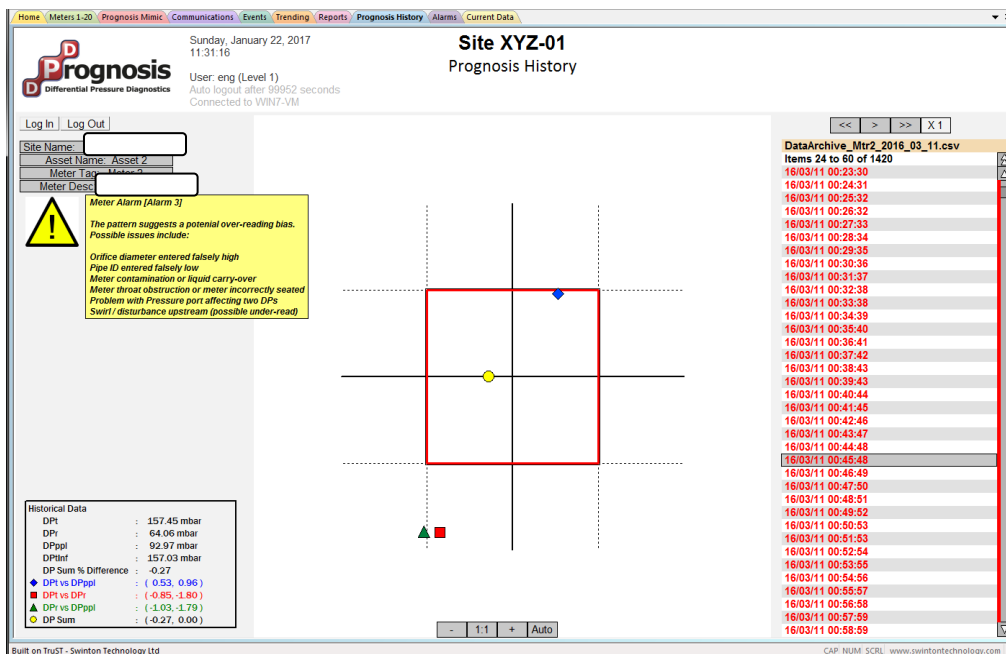 Home Meters 1-20 Prognosis Mimic Communications Events Trending Reports Prognosis History Alarms Current Data
Prognosis
Differential Pressure Diagnostics
Sunday, January 22, 2017
11:31:16
User: eng (Level 1)
Auto logout after 99952 seconds
Connected to WIN7-VM
Site XYZ-01
Prognosis History
Log In Log Out
Site Name:
Asset Name: Asset 2
Meter Tag: Meter 2
Meter Desc:
Meter Alarm [Alarm 3]
The pattern suggests a potenial over-reading bias.
Possible issues include:
Orifice diameter entered falsely high
Pipe ID entered falsely low
Meter contamination or liquid carry-over
Meter throat obstruction or meter incorrectly seated
Problem with Pressure port affecting two DPs
Swirl / disturbance upstream (possible under-read)
Historical Data
DPt : 157.45 mbar
DPr : 64.06 mbar
DPppl : 92.97 mbar
DPtInf : 157.03 mbar
DP Sum % Difference : -0.27
DPt vs DPppl : ( 0.53, 0.96 )
DPt vs DPr : (-0.85, -1.80 )
DPr vs DPppl : (-1.03, -1.79 )
DP Sum : (-0.27, 0.00 )
- 1:1 + Auto
<< > >> X 1
DataArchive_Mtr2_2016_03_11.csv
Items 24 to 60 of 1420
16/03/11 00:23:30
16/03/11 00:24:31
16/03/11 00:25:32
16/03/11 00:26:32
16/03/11 00:27:33
16/03/11 00:28:34
16/03/11 00:29:35
16/03/11 00:30:36
16/03/11 00:31:37
16/03/11 00:32:38
16/03/11 00:33:38
16/03/11 00:34:39
16/03/11 00:35:40
16/03/11 00:36:41
16/03/11 00:37:42
16/03/11 00:38:43
16/03/11 00:39:43
16/03/11 00:40:44
16/03/11 00:41:45
16/03/11 00:42:46
16/03/11 00:43:47
16/03/11 00:44:48
16/03/11 00:45:48
16/03/11 00:46:49
16/03/11 00:47:50
16/03/11 00:48:51
16/03/11 00:49:52
16/03/11 00:50:53
16/03/11 00:51:53
16/03/11 00:52:54
16/03/11 00:53:55
16/03/11 00:54:56
16/03/11 00:55:57
16/03/11 00:56:58
16/03/11 00:57:59
16/03/11 00:58:59
Built on TruST - Swinton Technology Ltd
CAP NUM SCRL www.swintontechnology.com